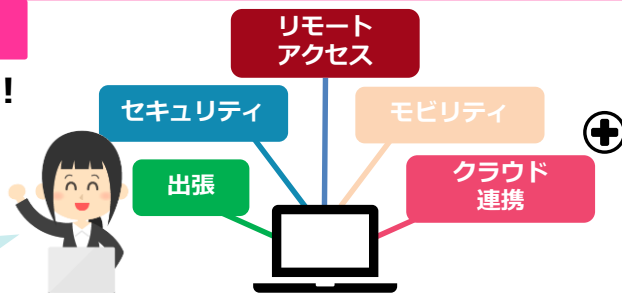 !
リモート
アクセス
セキュリティ
モビリティ
出張
クラウド
連携